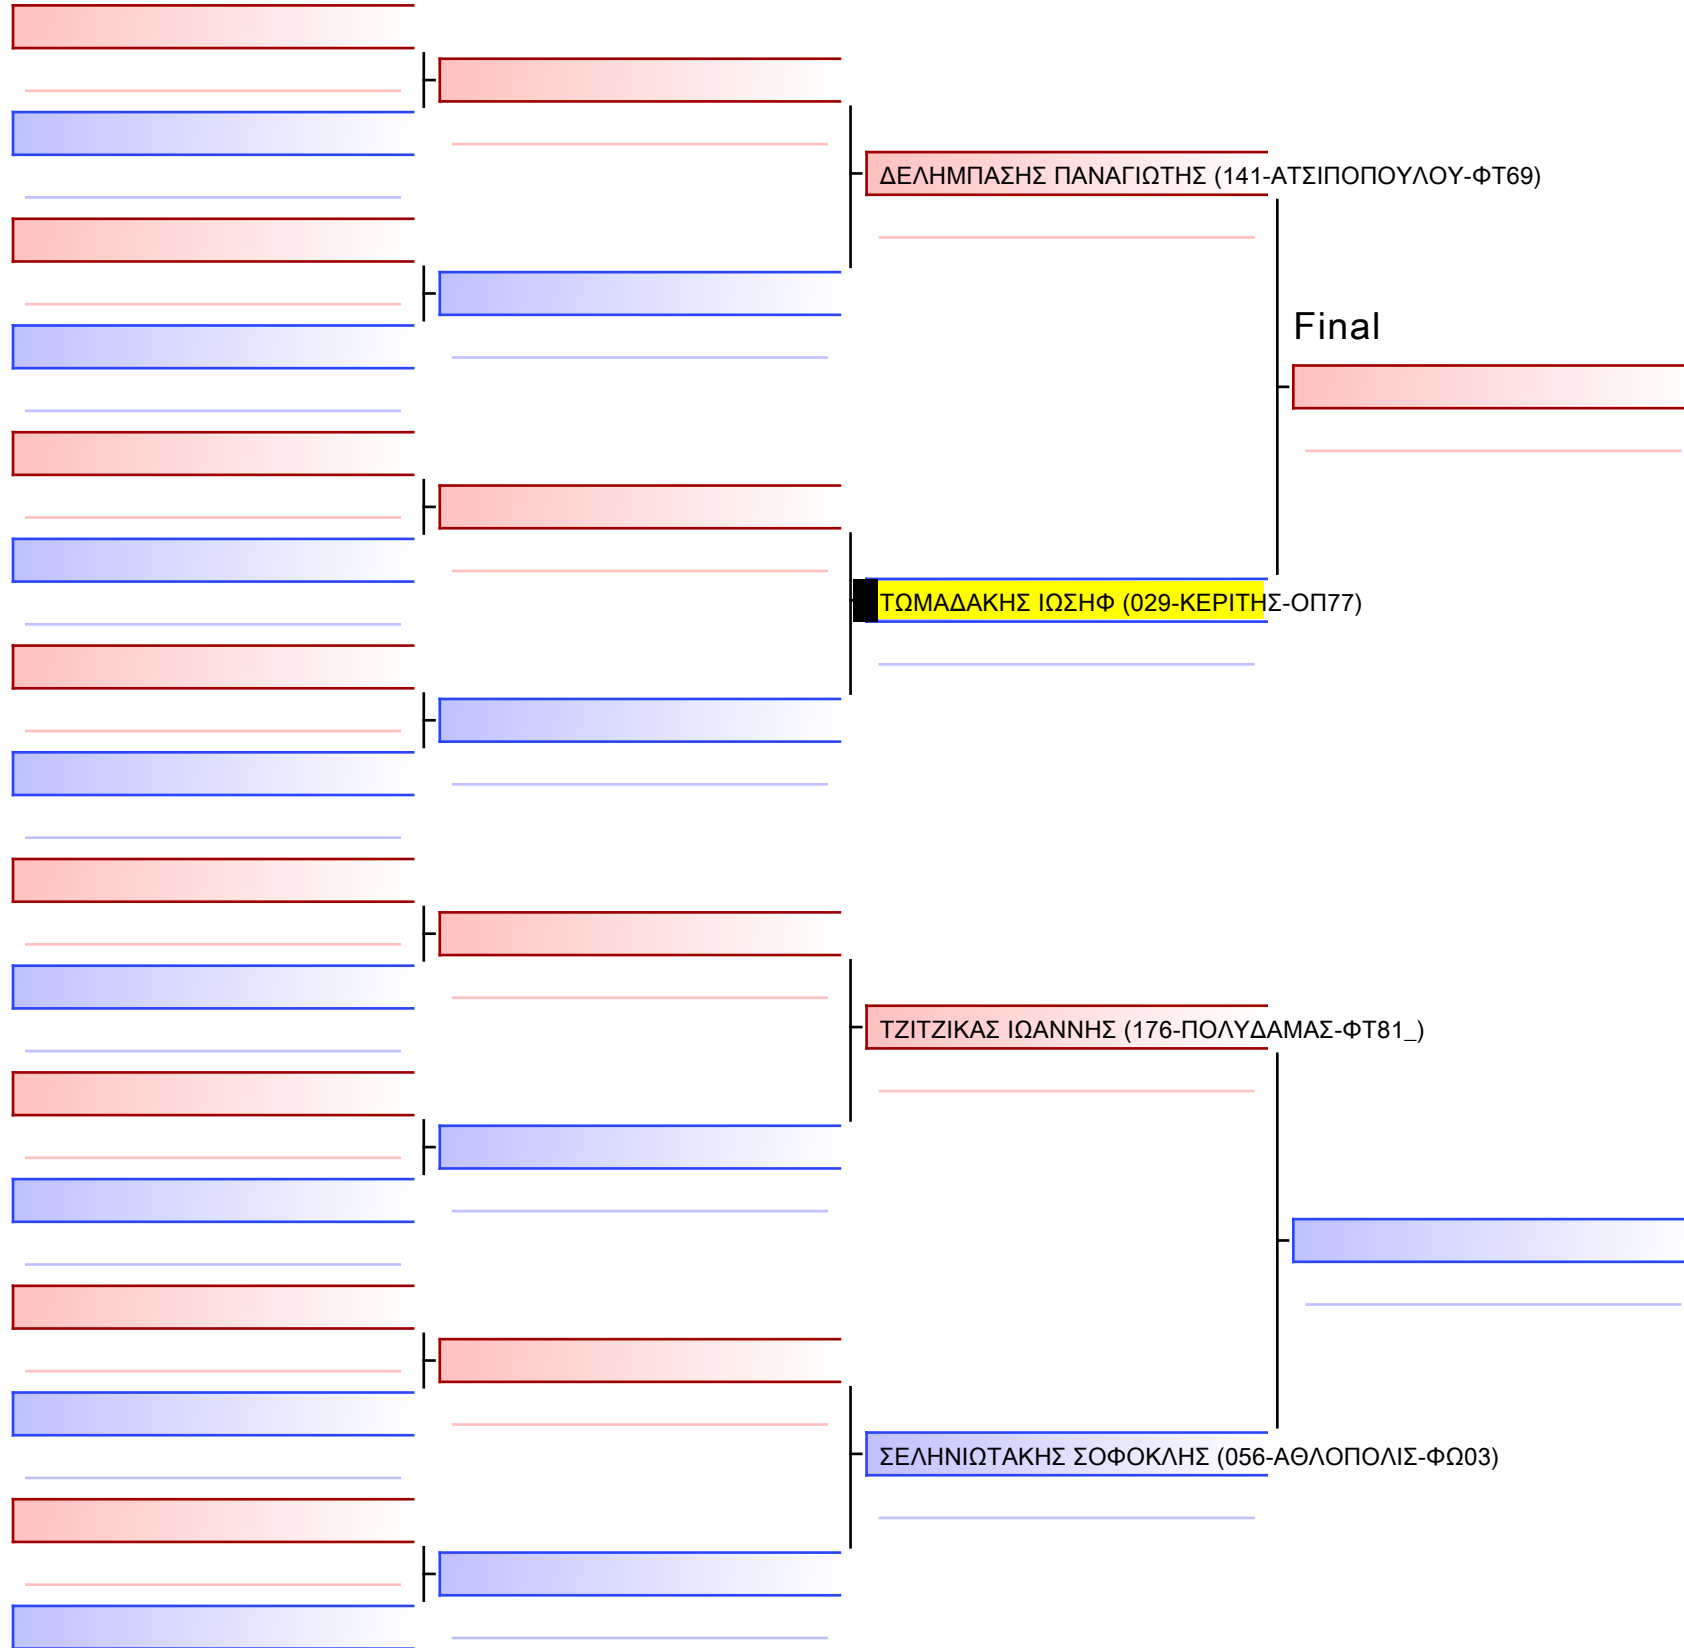 ΔΕΛΗΜΠΑΣΗΣ ΠΑΝΑΓΙΩΤΗΣ (141-ΑΤΣΙΠΟΠΟΥΛΟΥ-ΦΤ69)
Final
ΤΩΜΑΔΑΚΗΣ ΙΩΣΗΦ (029-ΚΕΡΙΤΗΣ-ΟΠ77)
ΤΖΙΤΖΙΚΑΣ ΙΩΑΝΝΗΣ (176-ΠΟΛΥΔΑΜΑΣ-ΦΤ81_)
ΣΕΛΗΝΙΩΤΑΚΗΣ ΣΟΦΟΚΛΗΣ (056-ΑΘΛΟΠΟΛΙΣ-ΦΩ03)